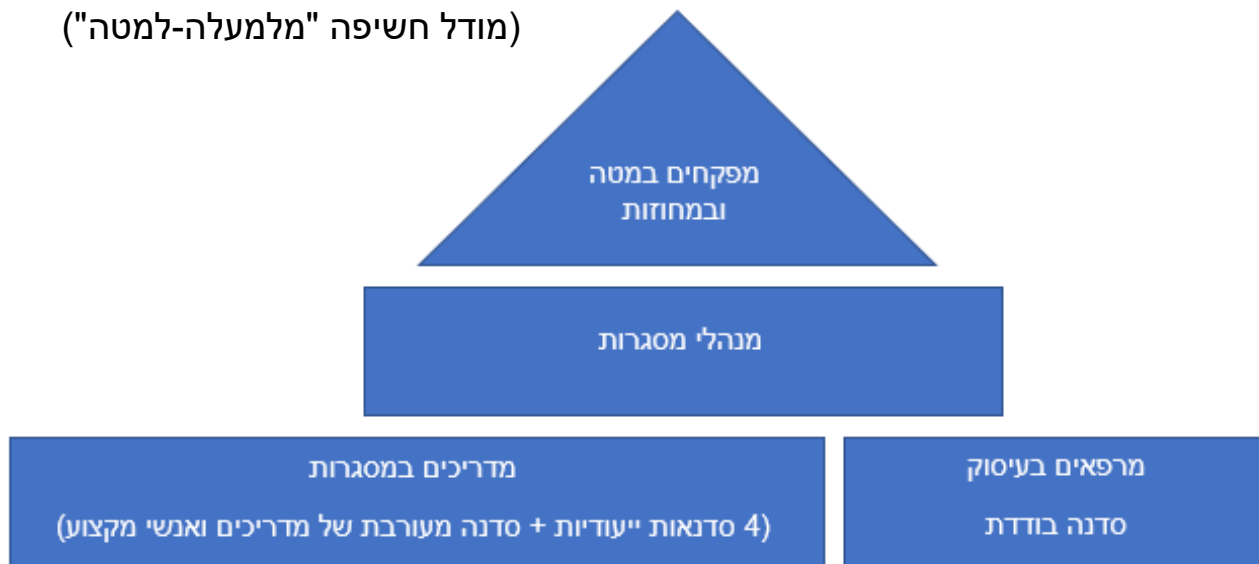 (מודל חשיפה "מלמעלה-למטה")
מפקחים במטה
ובמחוזות
מנהלי מסגרות
מרפאים בעיסוק
סדנה בודדת
מדריכים במסגרות
(4 סדנאות ייעודיות + סדנה מעורבת של מדריכים ואנשי מקצוע)